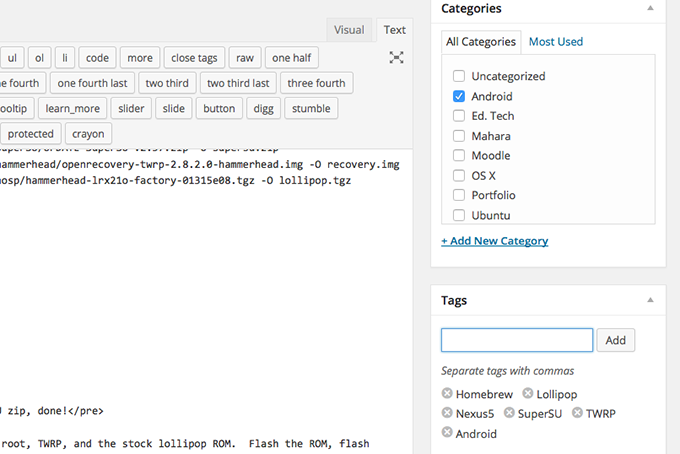 Visual Text
ul ol li code more close tags raw one half
fourth one fourth last two third two third last three fourth
learn_more slider slide button digg stumble
protected crayon
-O
hammerhead/openrecovery-twrp-2.8.2.0-hammerhead.img -O recovery.img
/hammerhead-lrx21o-factory-01315e08.tgz -O lollipop.tgz
zip, done!</pre>
root, TWRP, and the stock lollipop ROM. Flash the ROM, flash
Categories
All Categories Most Used
Uncategorized
Android
Ed. Tech
Mahara
Moodle
OS X
Portfolio
Ubuntu
+ Add New Category
Tags
Add
Separate tags with commas
Homebrew Lollipop
Nexus5 SuperSU TWRP
Android